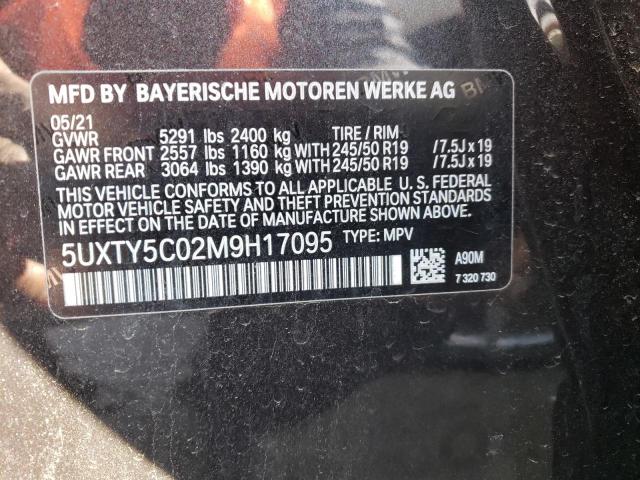 MFD BY BAYERISCHE MOTOREN WERKE AG
05/21
GVWR 5291 lbs 2400 kg TIRE / RIM
GAWR FRONT 2557 lbs 1160 kg WITH 245/50 R19 /7.5J x 19
GAWR REAR 3064 lbs 1390 kg WITH 245/50 R19 /7.5J x 19
THIS VEHICLE CONFORMS TO ALL APPLICABLE U. S. FEDERAL
MOTOR VEHICLE SAFETY AND THEFT PREVENTION STANDARDS
IN EFFECT ON THE DATE OF MANUFACTURE SHOWN ABOVE.
5UXTY5C02M9H17095 TYPE: MPV
A90M
7 320 730